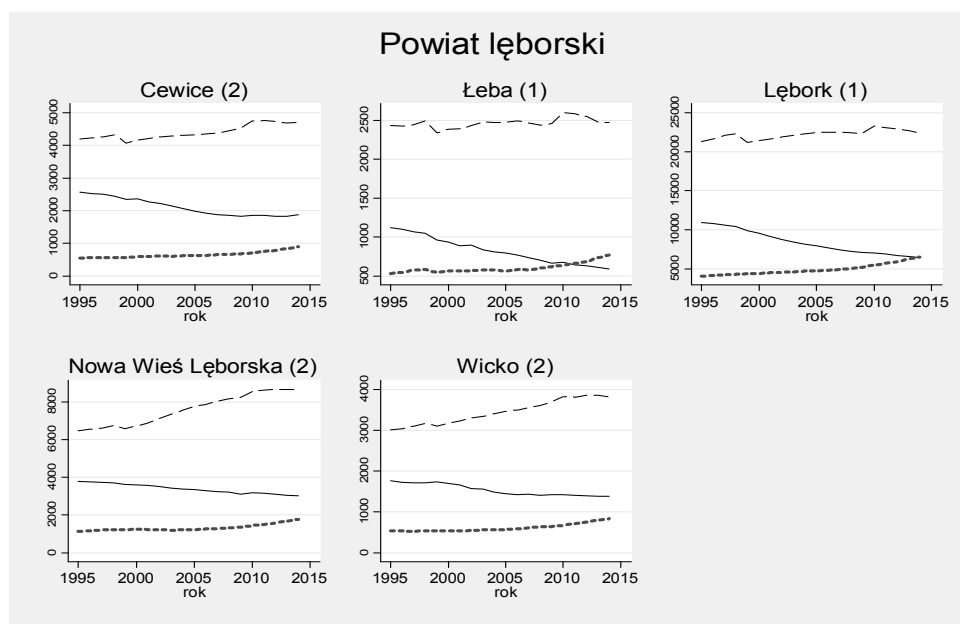 Powiat lęborski
Cewice (2)
5000
4000
3000
2000
1000
0
1995 2000 2005 2010 2015
rok
Łeba (1)
2500
2000
1500
1000
500
1995 2000 2005 2010 2015
rok
Lębork (1)
25000
20000
15000
10000
5000
1995 2000 2005 2010 2015
rok
Nowa Wieś Lęborska (2)
8000
6000
4000
2000
0
1995 2000 2005 2010 2015
rok
Wicko (2)
4000
3000
2000
1000
0
1995 2000 2005 2010 2015
rok